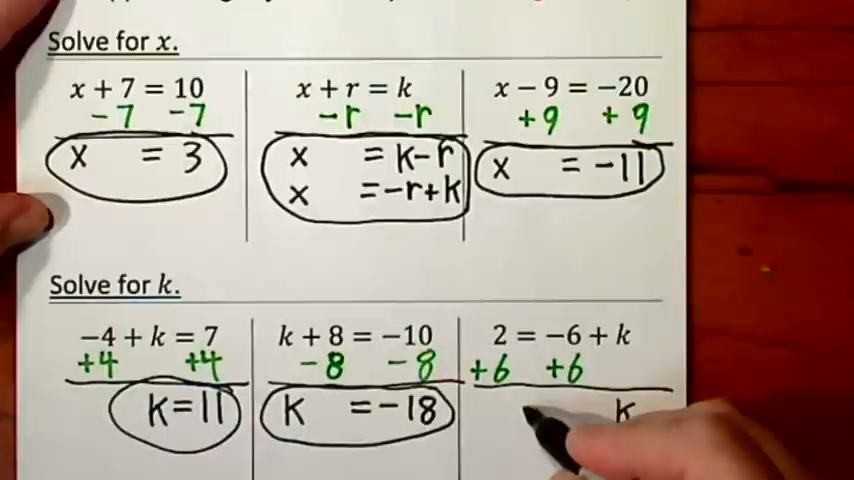 Solve for x.
x + 7 = 10
-7 -7
x = 3
x + r = k
-r -r
x = k-r
x = -r+k
x − 9 = −20
+9 +9
x = -11
Solve for k.
−4 + k = 7
+4 +4
k=11
k + 8 = −10
-8 -8
k = -18
2 = −6 + k
+6 +6
k